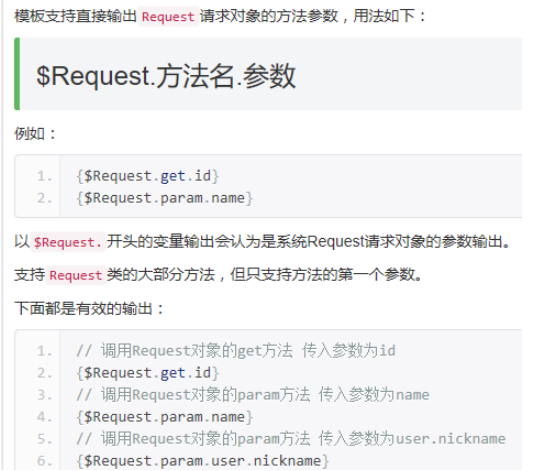 模板支持直接输出 Request 请求对象的方法参数，用法如下：
$Request.方法名.参数
例如：
1. {$Request.get.id}
2. {$Request.param.name}
以 $Request. 开头的变量输出会认为是系统Request请求对象的参数输出。
支持 Request 类的大部分方法，但只支持方法的第一个参数。
下面都是有效的输出：
1. // 调用Request对象的get方法 传入参数为id
2. {$Request.get.id}
3. // 调用Request对象的param方法 传入参数为name
4. {$Request.param.name}
5. // 调用Request对象的param方法 传入参数为user.nickname
6. {$Request.param.user.nickname}